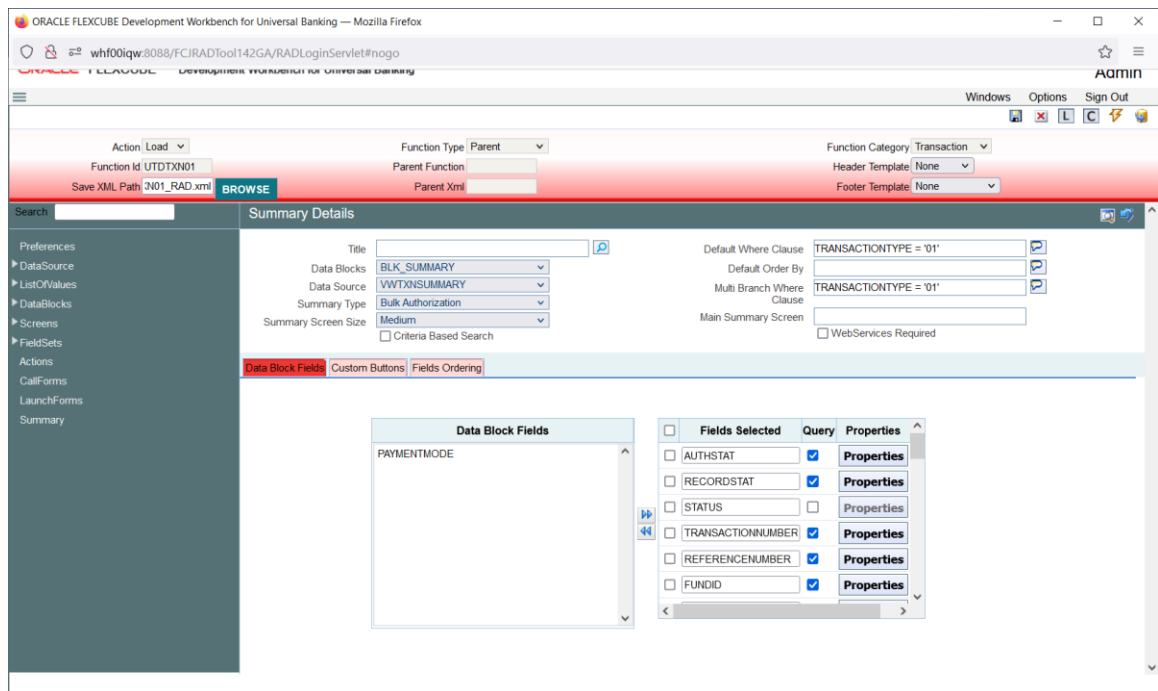 ORACLE FLEXCUBE Development Workbench for Universal Banking — Mozilla Firefox
whf00iqw:8088/FCJRADTool142GA/RADLoginServlet#nogo
ORACLE FLEXCUBE Development Workbench for Universal Banking
Admin
Windows Options Sign Out
L C
Action Load Function Type Parent Function Category Transaction
Function Id UTDTXN01 Parent Function Header Template None
Save XML Path 3N01_RAD.xml BROWSE Parent Xml Footer Template None
Search
Summary Details
Preferences
DataSource
ListOfValues
DataBlocks
Screens
FieldSets
Actions
CallForms
LaunchForms
Summary
Title
Data Blocks BLK_SUMMARY
Data Source VWTXNSUMMARY
Summary Type Bulk Authorization
Summary Screen Size Medium
Criteria Based Search
Default Where Clause TRANSACTIONTYPE = '01'
Default Order By
Multi Branch Where Clause TRANSACTIONTYPE = '01'
Main Summary Screen
WebServices Required
Data Block Fields Custom Buttons Fields Ordering
Data Block Fields
PAYMENTMODE
Fields Selected Query Properties
AUTHSTAT Properties
RECORDSTAT Properties
STATUS Properties
TRANSACTIONNUMBER Properties
REFERENCENUMBER Properties
FUNDID Properties